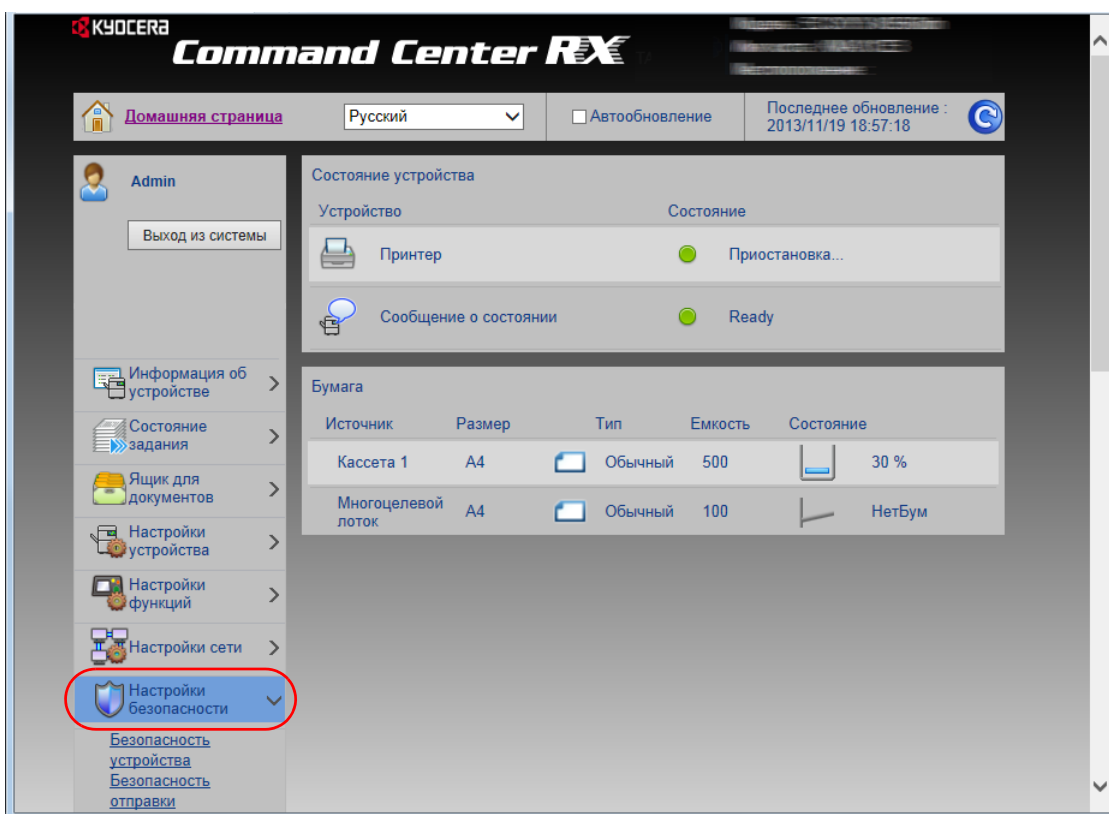 KYOCERA
Command Center RX
Домашняя страница
Русский
Автообновление
Последнее обновление :
2013/11/19 18:57:18
Admin
Выход из системы
Информация об
устройстве
Состояние
задания
Ящик для
документов
Настройки
устройства
Настройки
функций
Настройки сети
Настройки
безопасности
Безопасность
устройства
Безопасность
отправки
Состояние устройства
Устройство Состояние
Принтер Приостановка...
Сообщение о состоянии Ready
Бумага
Источник Размер Тип Емкость Состояние
Кассета 1 A4 Обычный 500 30 %
Многоцелевой
лоток A4 Обычный 100 НетБум